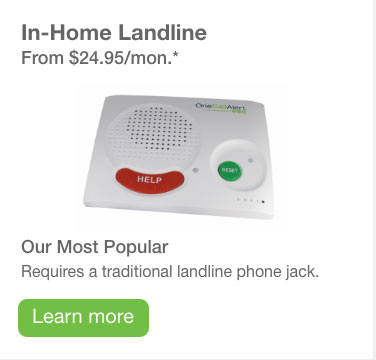 In-Home Landline
From $24.95/mon.*
OneCallAlert
HELP
RESET
Our Most Popular
Requires a traditional landline phone jack.
Learn more